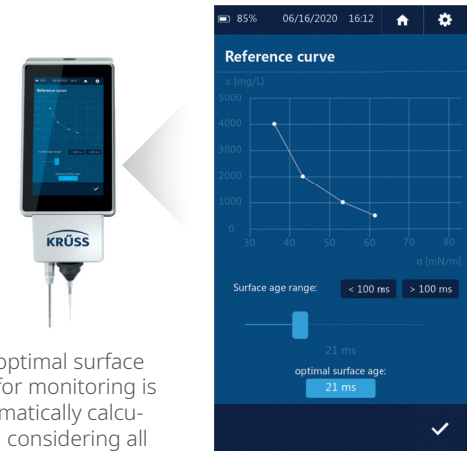 85% 06/16/2020 16:12
Reference curve
c [mg/L]
5000
4000
3000
2000
1000
0
30 40 50 60 70 80
σ [mN/m]
Surface age range: < 100 ms > 100 ms
21 ms
optimal surface age:
21 ms
Reference curve
KRÜSS
optimal surface
for monitoring is
matically calcu-
considering all